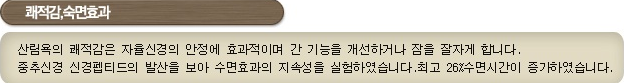 쾌적감,숙면효과
산림욕의 쾌적감은 자율신경의 안정에 효과적이며 간 기능을 개선하거나 잠을 잘자게 합니다.
중추신경 신경펩티드의 발산을 보아 수면효과의 지속성을 실험하였습니다.최고 26%수면시간이 증가하였습니다.